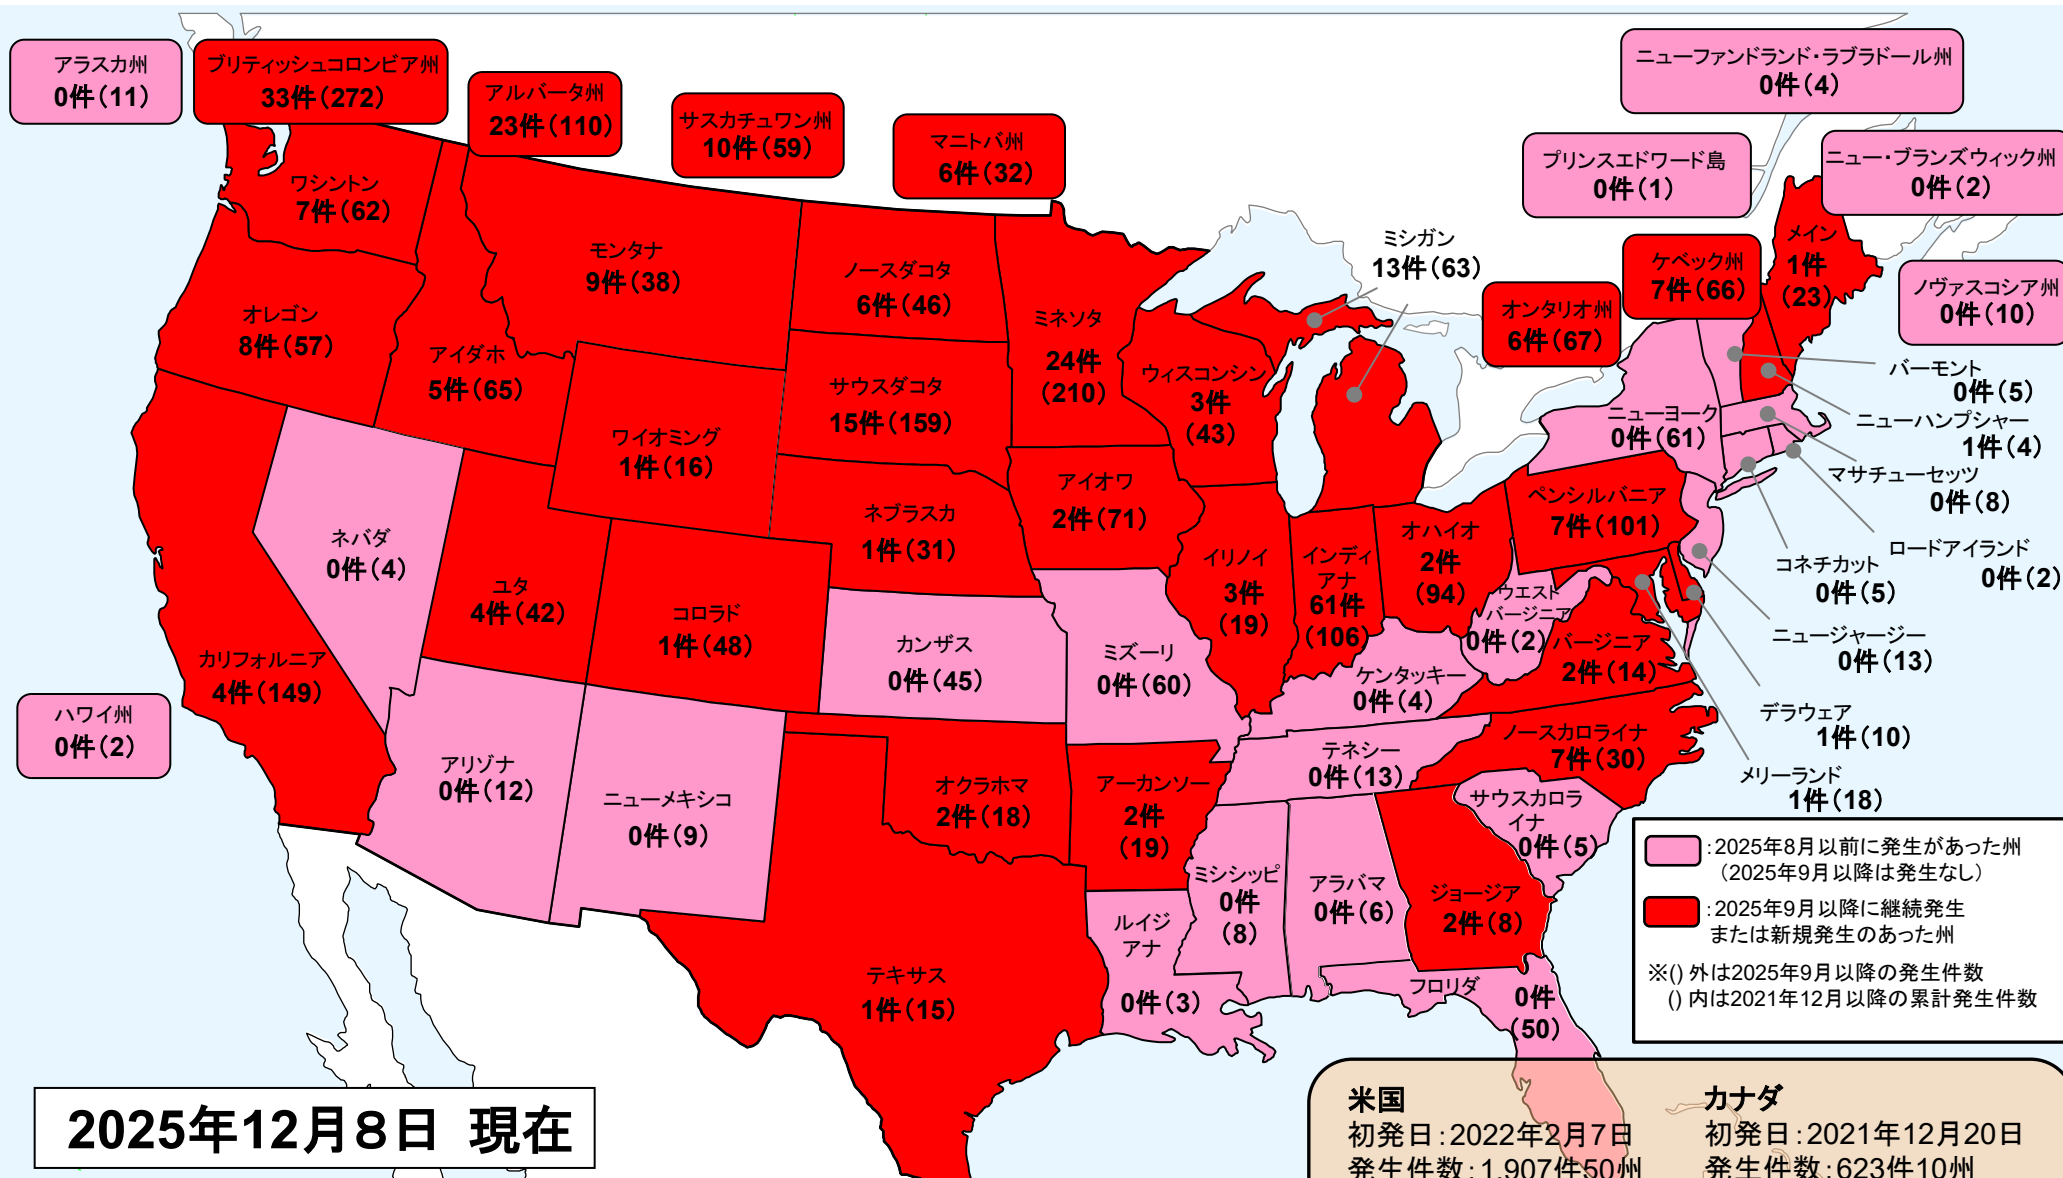 アラスカ州
0件(11)
ブリティッシュコロンビア州
33件(272)
アルバータ州
23件(110)
サスカチュワン州
10件(59)
マニトバ州
6件(32)
ニューファンドランド・ラブラドール州
0件(4)
プリンスエドワード島
0件(1)
ニュー・ブランズウィック州
0件(2)
ケベック州
7件(66)
オンタリオ州
6件(67)
ノヴァスコシア州
0件(10)
ワシントン
7件(62)
モンタナ
9件(38)
ノースダコタ
6件(46)
ミネソタ
24件
(210)
ミシガン
13件(63)
メイン
1件
(23)
オレゴン
8件(57)
アイダホ
5件(65)
サウスダコタ
15件(159)
ウィスコンシン
3件
(43)
バーモント
0件(5)
ニューハンプシャー
1件(4)
ニューヨーク
0件(61)
マサチューセッツ
0件(8)
ワイオミング
1件(16)
アイオワ
2件(71)
ペンシルバニア
7件(101)
ネブラスカ
1件(31)
ネバダ
0件(4)
イリノイ
3件
(19)
インディ
アナ
61件
(106)
オハイオ
2件
(94)
ロードアイランド
0件(2)
コネチカット
0件(5)
ユタ
4件(42)
コロラド
1件(48)
ウエスト
バージニア
0件(2)
バージニア
2件(14)
ニュージャージー
0件(13)
カリフォルニア
4件(149)
カンザス
0件(45)
ミズーリ
0件(60)
ケンタッキー
0件(4)
デラウェア
1件(10)
ハワイ州
0件(2)
アリゾナ
0件(12)
ニューメキシコ
0件(9)
オクラホマ
2件(18)
アーカンソー
2件
(19)
テネシー
0件(13)
ノースカロライナ
7件(30)
メリーランド
1件(18)
サウスカロラ
イナ
0件(5)
ミシシッピ
0件
(8)
アラバマ
0件(6)
ジョージア
2件(8)
ルイジ
アナ
0件(3)
テキサス
1件(15)
フロリダ
0件
(50)
:2025年8月以前に発生があった州
(2025年9月以降は発生なし)
:2025年9月以降に継続発生
または新規発生のあった州
※()外は2025年9月以降の発生件数
()内は2021年12月以降の累計発生件数
2025年12月8日 現在
米国
初発日:2022年2月7日
発生件数:1,907件50州
カナダ
初発日:2021年12月20日
発生件数:623件10州